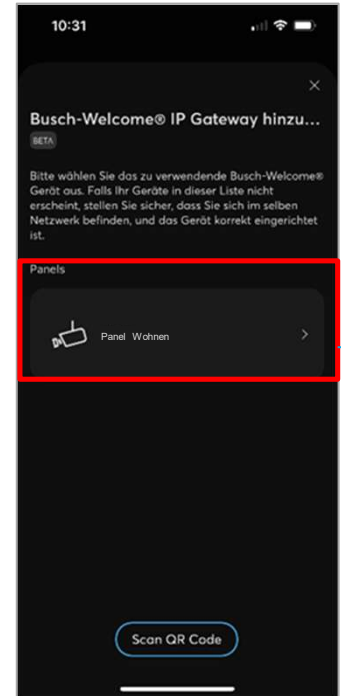 10:31
Busch-Welcome® IP Gateway hinzu...
BETA
Bitte wählen Sie das zu verwendende Busch-Welcome®
Gerät aus. Falls Ihr Geräte in dieser Liste nicht
erscheint, stellen Sie sicher, dass Sie sich im selben
Netzwerk befinden, und das Gerät korrekt eingerichtet
ist.
Panels
Panel Wohnen
Scan QR Code